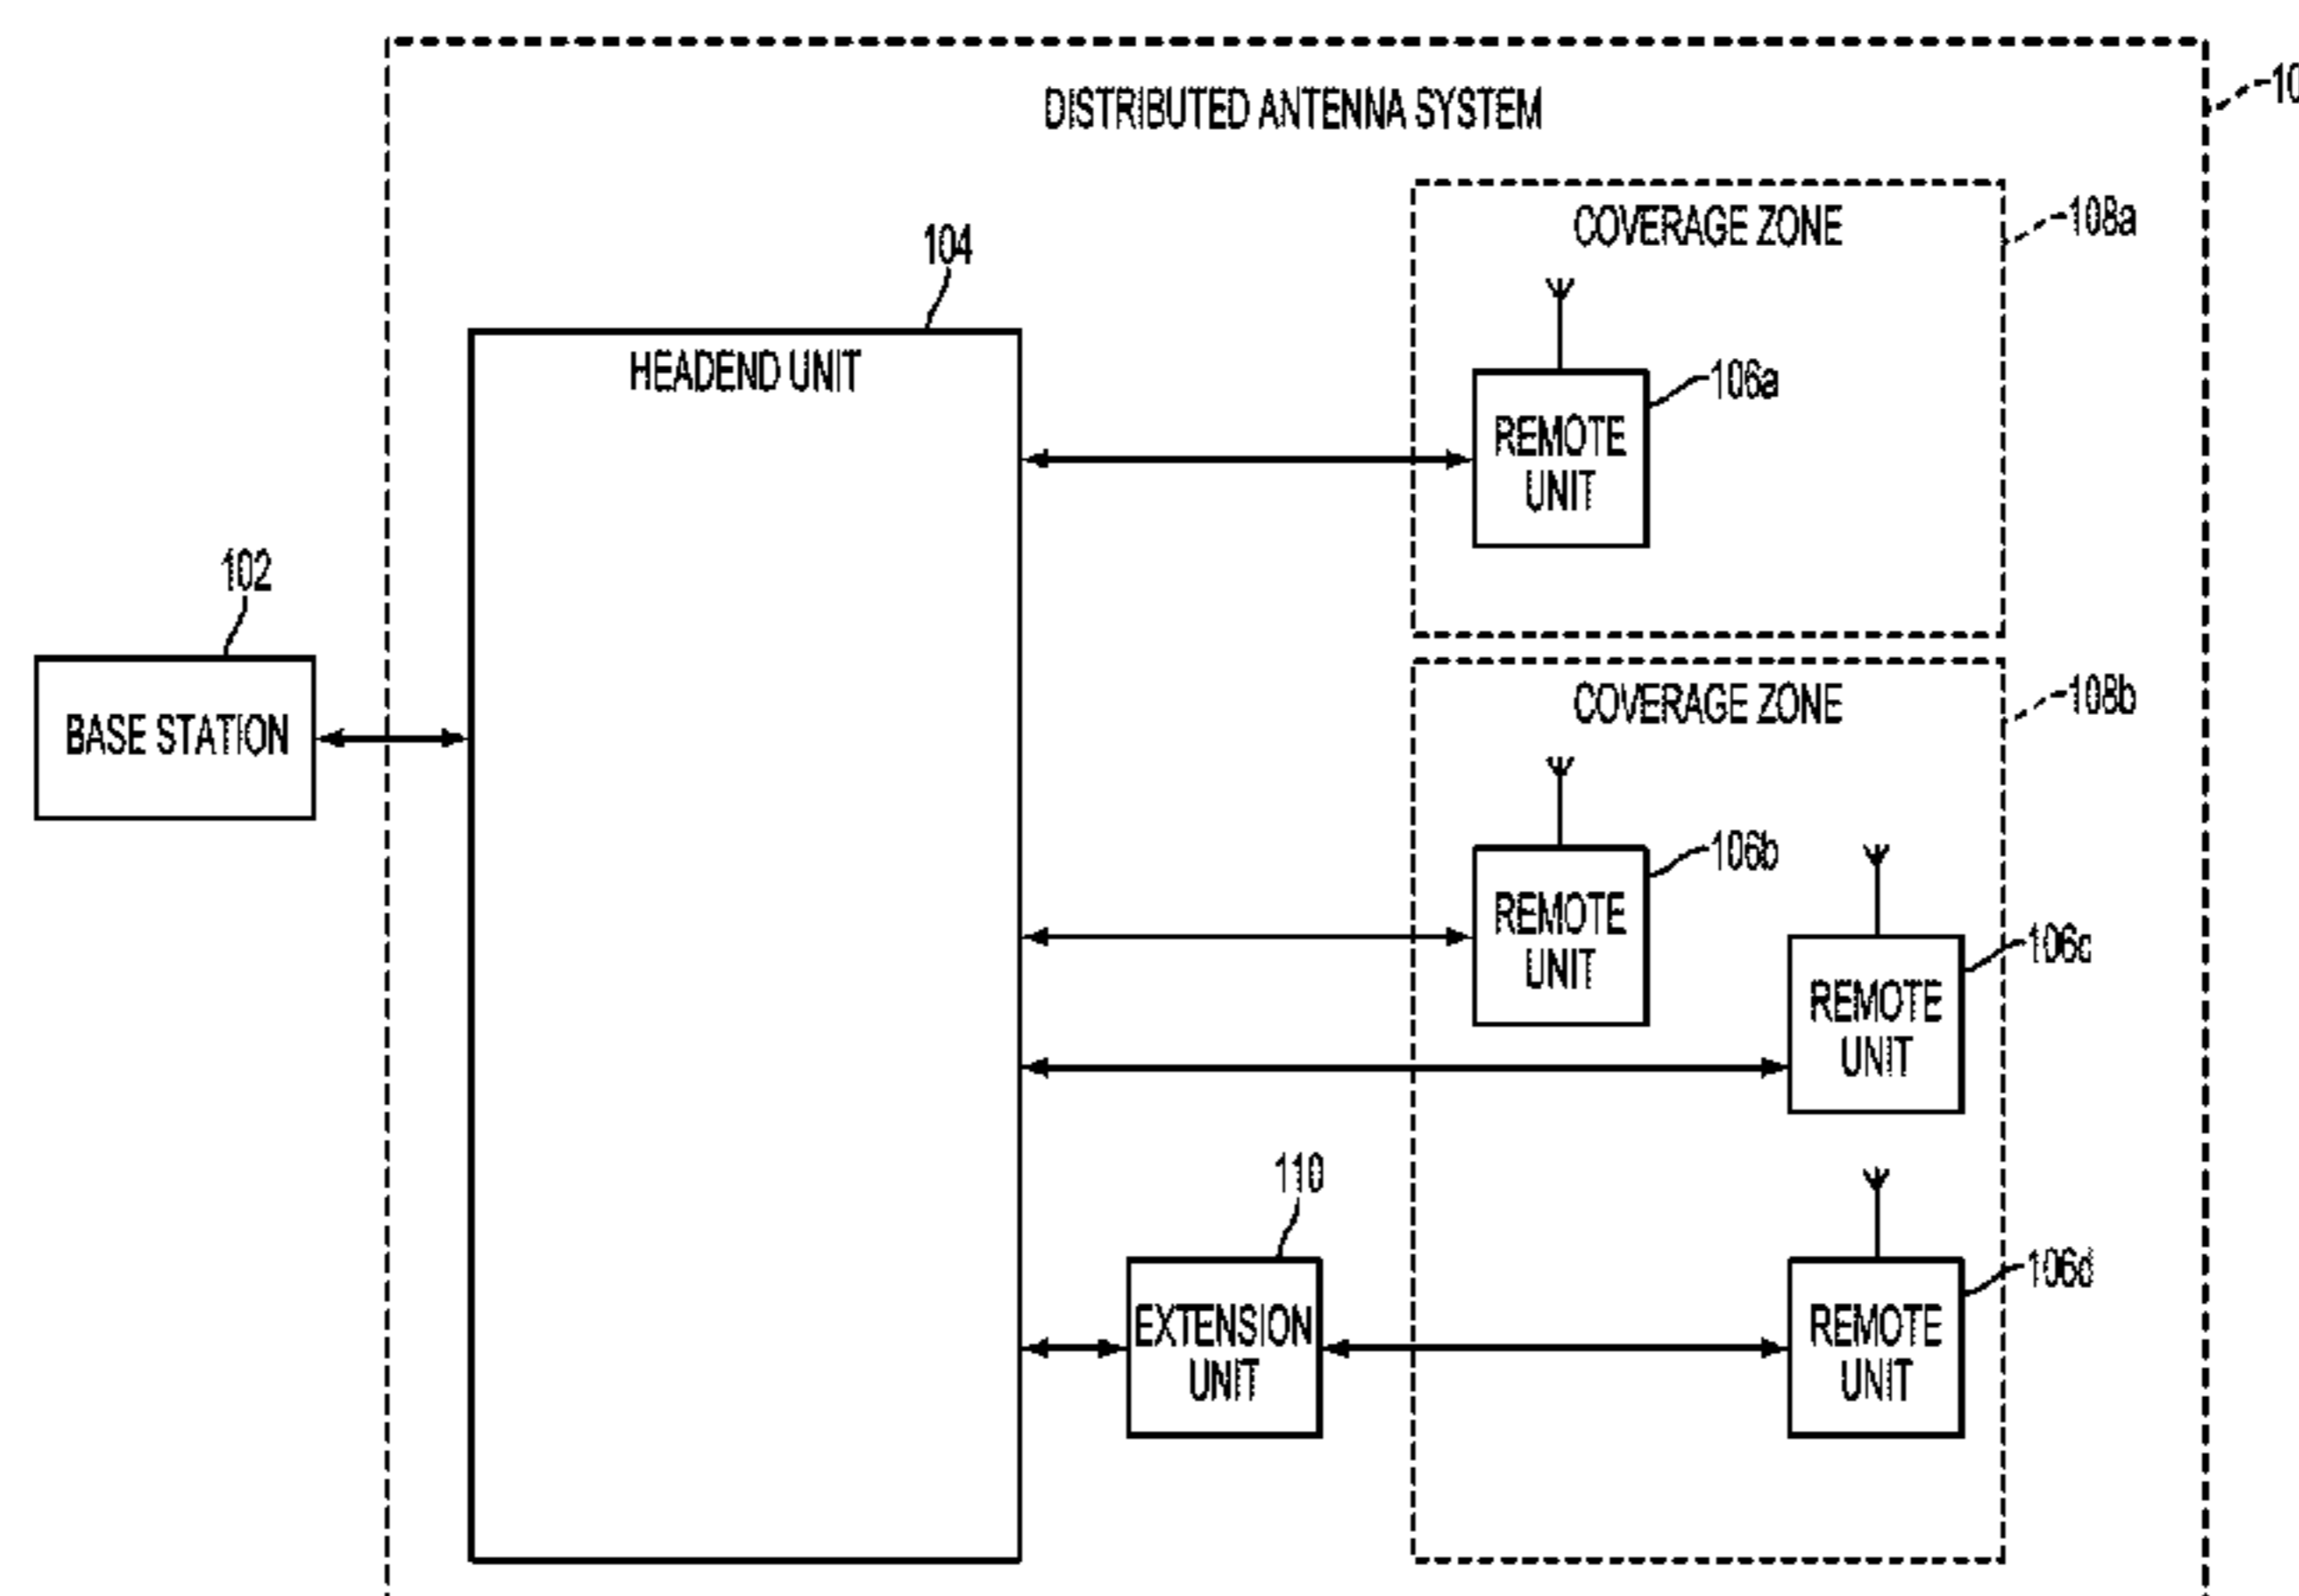 DISTRIBUTED ANTENNA SYSTEM
COVERAGE ZONE
108a
104
HEADEND UNIT
106a
REMOTE
UNIT
102
BASE STATION
COVERAGE ZONE
108b
106b
REMOTE
UNIT
106c
REMOTE
UNIT
110
EXTENSION
UNIT
106d
REMOTE
UNIT